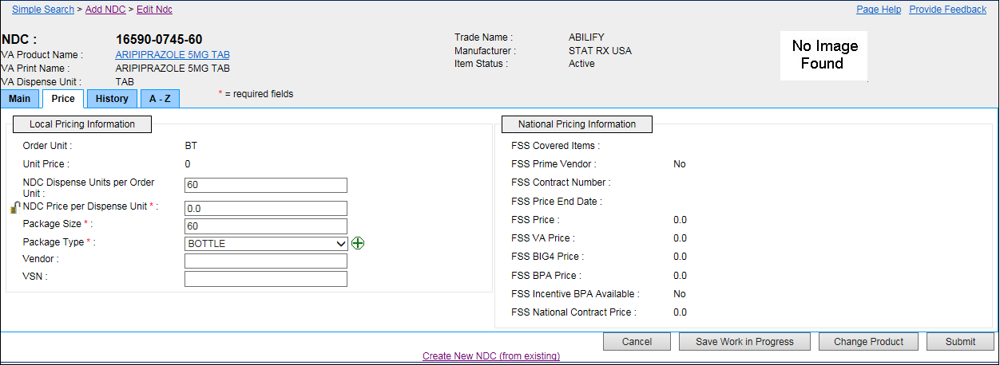 Simple Search > Add NDC > Edit Ndc
Page Help Provide Feedback
NDC : 16590-0745-60
VA Product Name : ARIPIPRAZOLE 5MG TAB
VA Print Name : ARIPIPRAZOLE 5MG TAB
VA Dispense Unit : TAB
Trade Name : ABILIFY
Manufacturer : STAT RX USA
Item Status : Active
No Image
Found
Main Price History A - Z
* = required fields
Local Pricing Information
Order Unit : BT
Unit Price : 0
NDC Dispense Units per Order
Unit :
60
NDC Price per Dispense Unit * : 0.0
Package Size * : 60
Package Type * : BOTTLE
Vendor :
VSN :
National Pricing Information
FSS Covered Items :
FSS Prime Vendor : No
FSS Contract Number :
FSS Price End Date :
FSS Price : 0.0
FSS VA Price : 0.0
FSS BIG4 Price : 0.0
FSS BPA Price : 0.0
FSS Incentive BPA Available : No
FSS National Contract Price : 0.0
Cancel Save Work in Progress Change Product Submit
Create New NDC (from existing)